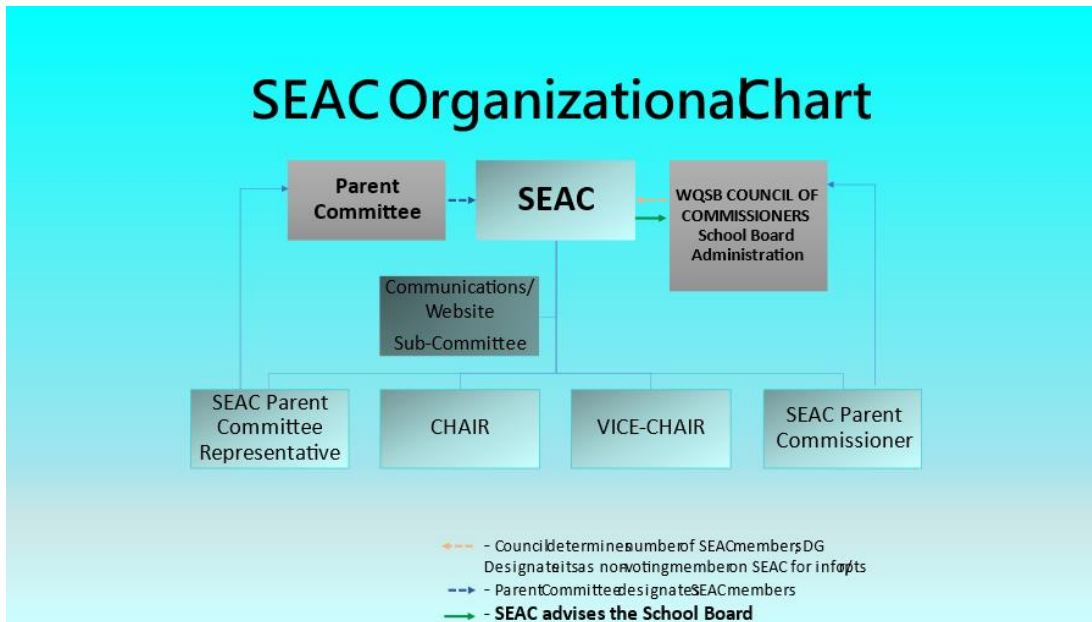 SEAC Organizational Chart
Parent
Committee
SEAC
WQSB COUNCIL OF
COMMISSIONERS
School Board
Administration
Communications/
Website
Sub-Committee
SEAC Parent
Committee
Representative
CHAIR
VICE-CHAIR
SEAC Parent
Commissioner
- Council determines number of SEAC members, DG
Designate sits as non-voting member on SEAC for info/
- Parent Committee designates SEAC members
- SEAC advises the School Board